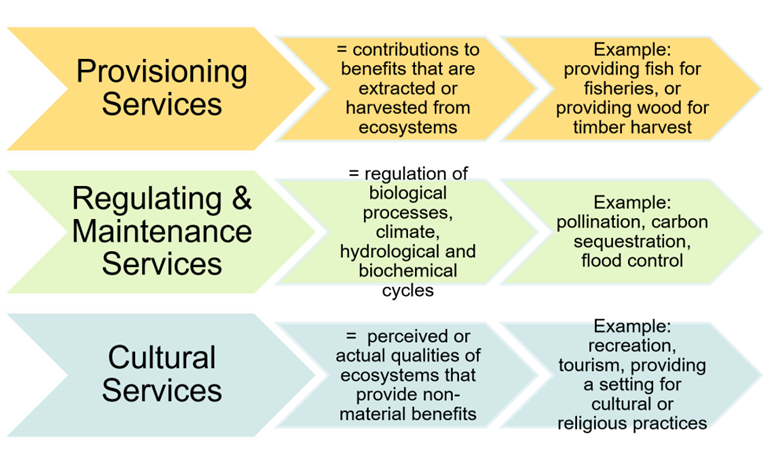 Provisioning
Services
= contributions to
benefits that are
extracted or
harvested from
ecosystems
Example:
providing fish for
fisheries, or
providing wood for
timber harvest
Regulating &
Maintenance
Services
= regulation of
biological
processes,
climate,
hydrological and
biochemical
cycles
Example:
pollination, carbon
sequestration,
flood control
Cultural
Services
=  perceived or
actual qualities of
ecosystems that
provide non-
material benefits
Example:
recreation,
tourism, providing
a setting for
cultural or
religious practices